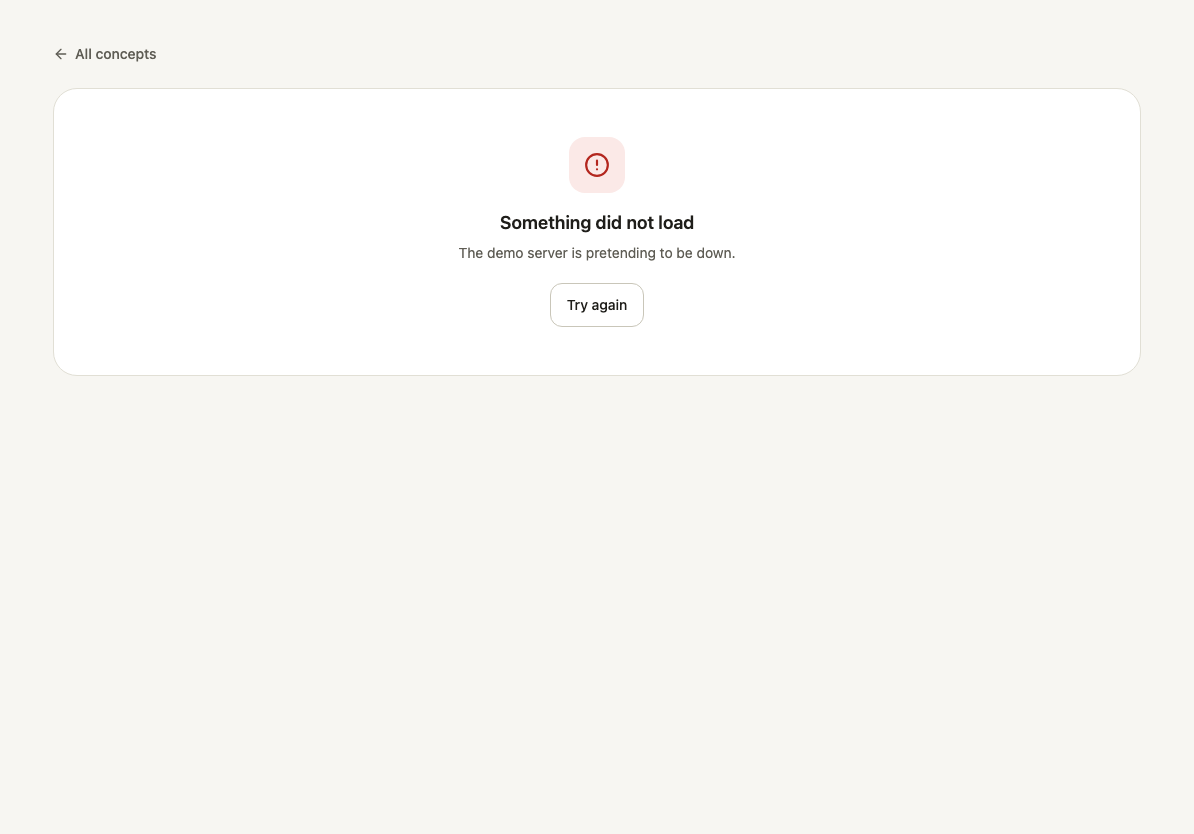 All concepts
Something did not load
The demo server is pretending to be down.
Try again